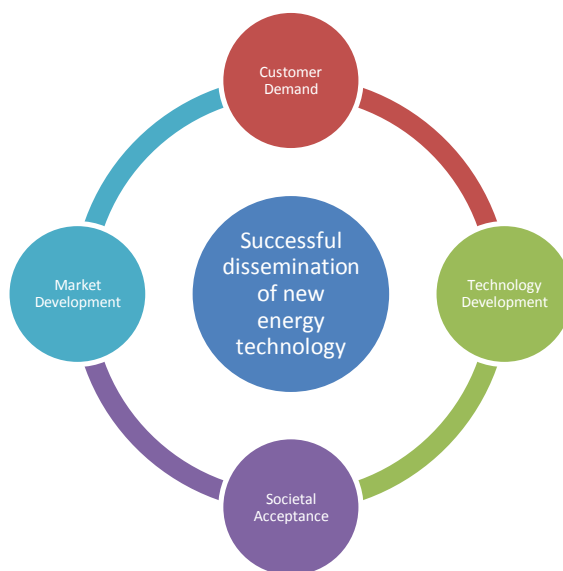 Customer
Demand
Successful
dissemination
of new
energy
technology
Market
Development
Technology
Development
Societal
Acceptance